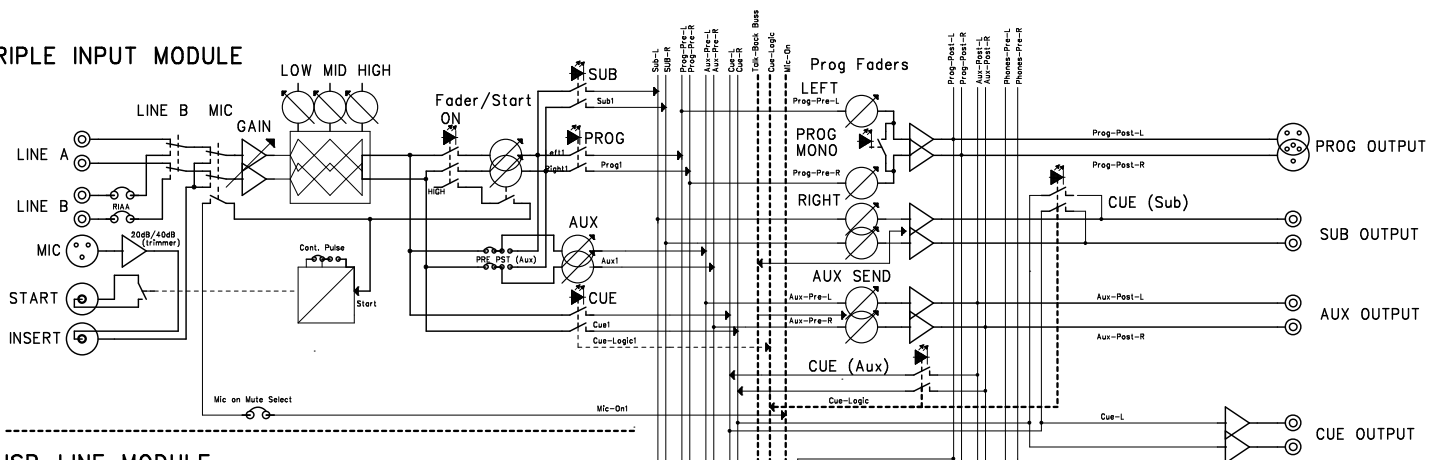 RIPLE INPUT MODULE
LOW MID HIGH
LINE B MIC
GAIN
LINE A
LINE B
RIAA
MIC
20dB/40dB
(trimmer)
START
INSERT
Cont. Pulse
Start
Mic on Mute Select
Fader/Start
ON
HIGH
PRE PST (Aux)
SUB
Sub1
PROG
Left1
Right1
Prog1
AUX
Aux1
CUE
Cue1
Cue-Logic1
Mic-On1
Sub-L
SUB-R
Prog-Pre-L
Prog-Pre-R
Aux-Pre-L
Aux-Pre-R
Cue-L
Cue-R
Talk-Back Buss
Cue-Logic
Mic-On
Prog Faders
LEFT
Prog-Pre-L
PROG
MONO
Prog-Pre-R
RIGHT
AUX SEND
Aux-Pre-L
Aux-Pre-R
CUE (Aux)
Cue-Logic
Prog-Post-L
Prog-Post-R
Aux-Post-L
Aux-Post-R
Phones-Pre-L
Phones-Pre-R
Prog-Post-L
Prog-Post-R
PROG OUTPUT
CUE (Sub)
SUB OUTPUT
Aux-Post-L
Aux-Post-R
AUX OUTPUT
Cue-L
CUE OUTPUT
USB LINE MODULE